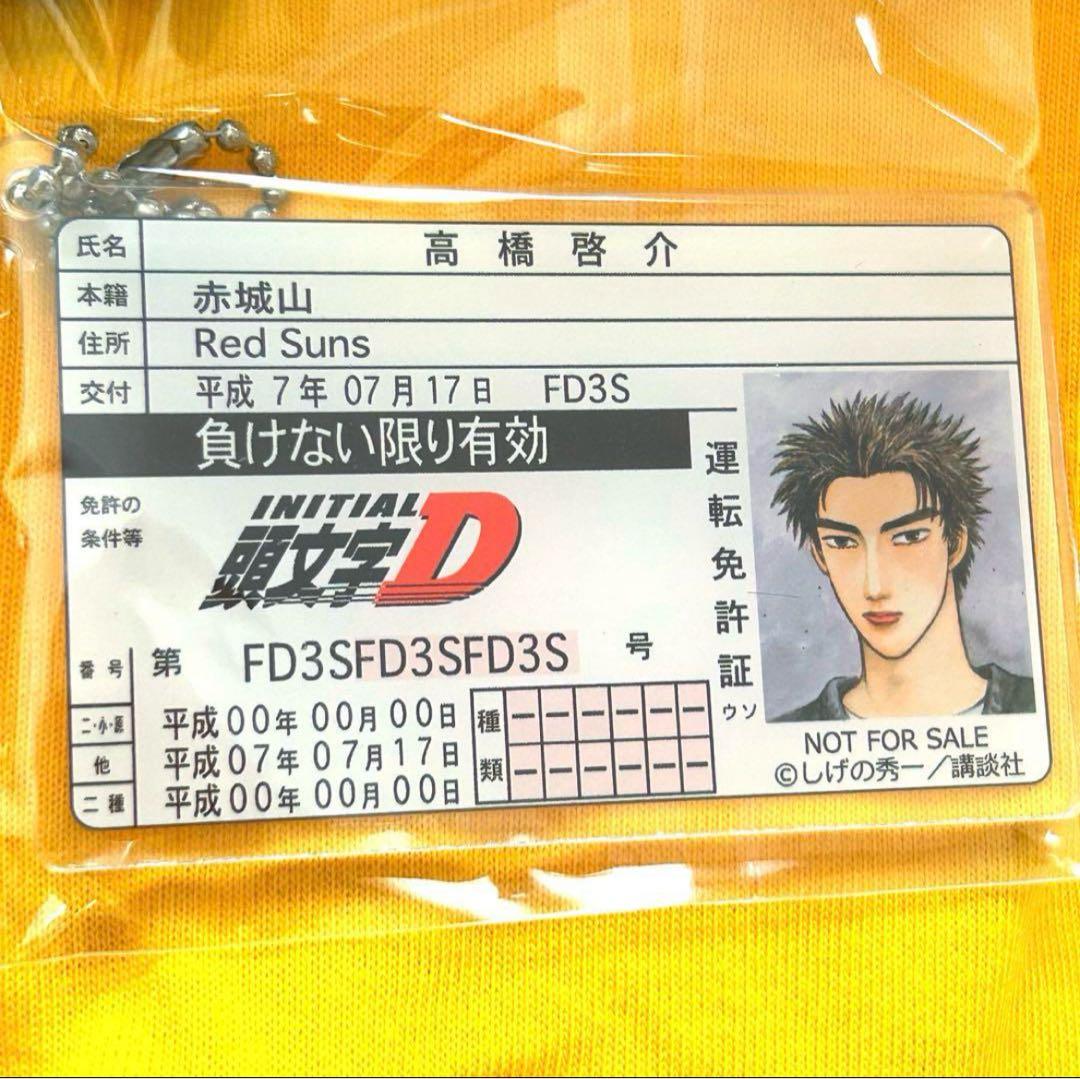 氏名 高橋啓介
本籍 赤城山
住所 Red Suns
交付 平成 7年 07月17日 FD3S
負けない限り有効
免許の
条件等
INITIAL
頭文字D
運転免許証
ウソ
番号 第 FD3SFD3SFD3S 号
二・小・原 平成00年 00月 00日
他 平成07年 07月17日
二種 平成00年 00月 00日
種類
NOT FOR SALE
©しげの秀一/講談社